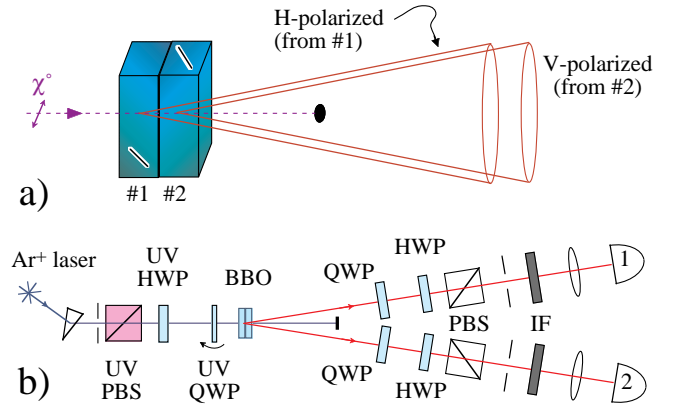 H-polarized
(from #1)
V-polarized
(from #2)
χ°
#1 #2
a)
Ar+ laser
UV
HWP
BBO
QWP
HWP
1
PBS
IF
UV
PBS
UV
QWP
QWP
HWP
2
b)